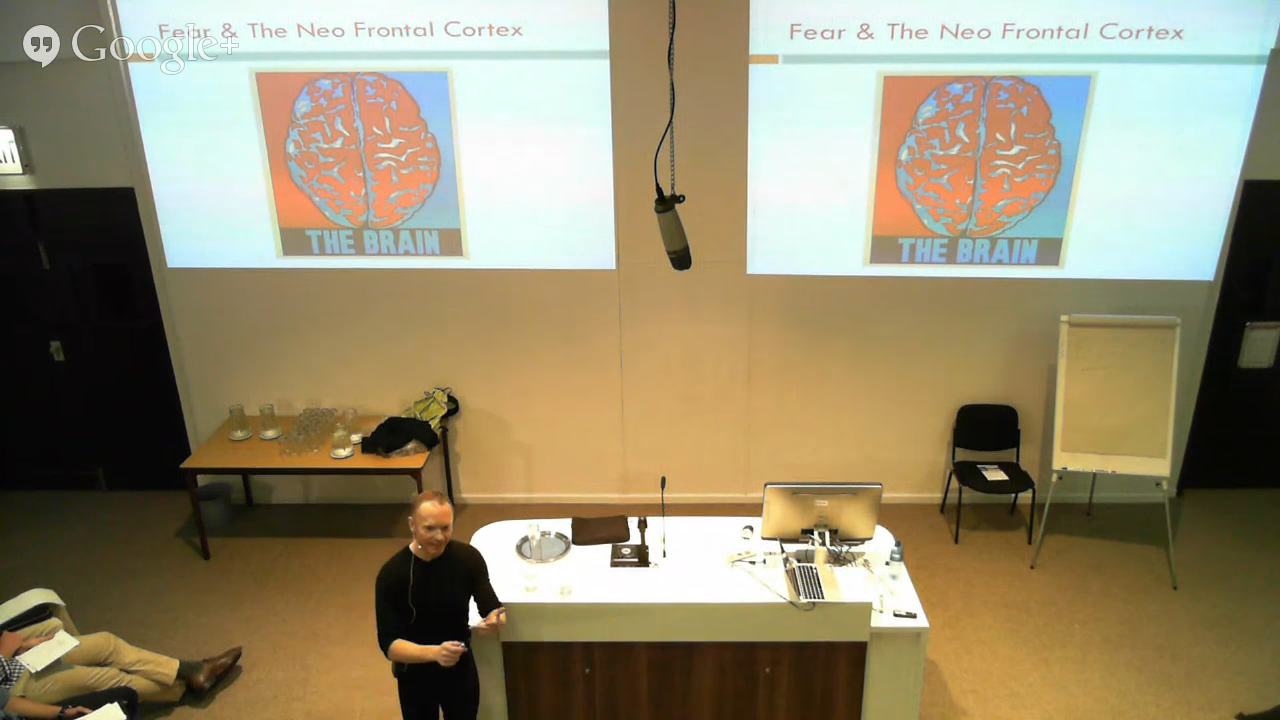 Google+
Fear & The Neo Frontal Cortex
THE BRAIN
Fear & The Neo Frontal Cortex
THE BRAIN